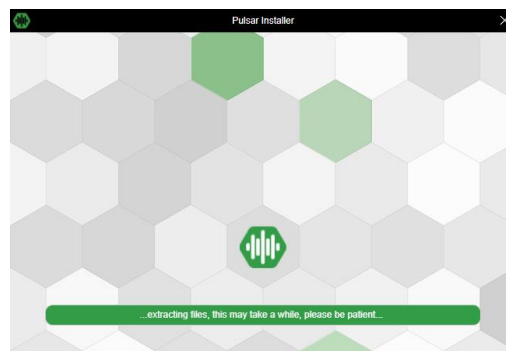 Pulsar Installer
...extracting files, this may take a while, please be patient...